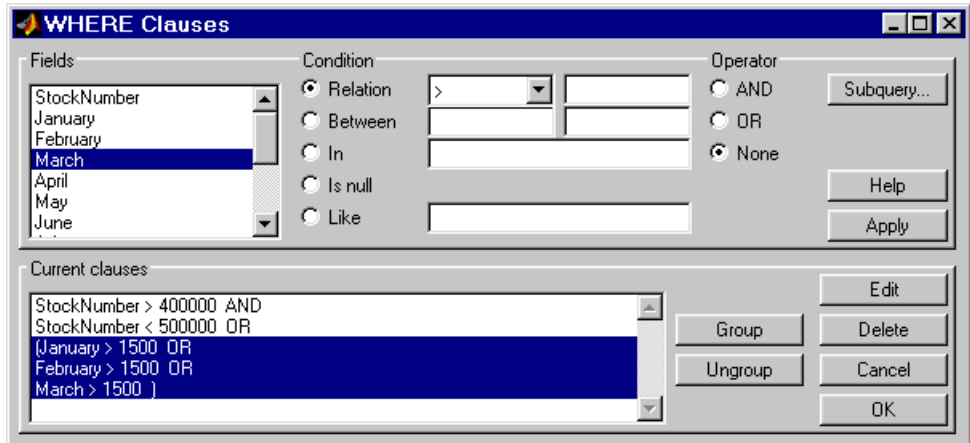 WHERE Clauses
Fields
StockNumber
January
February
March
April
May
June
Condition
Relation >
Between
In
Is null
Like
Operator
AND
OR
None
Subquery...
Help
Apply
Current clauses
StockNumber > 400000 AND
StockNumber < 500000 OR
(January > 1500 OR
February > 1500 OR
March > 1500 )
Group
Ungroup
Edit
Delete
Cancel
OK